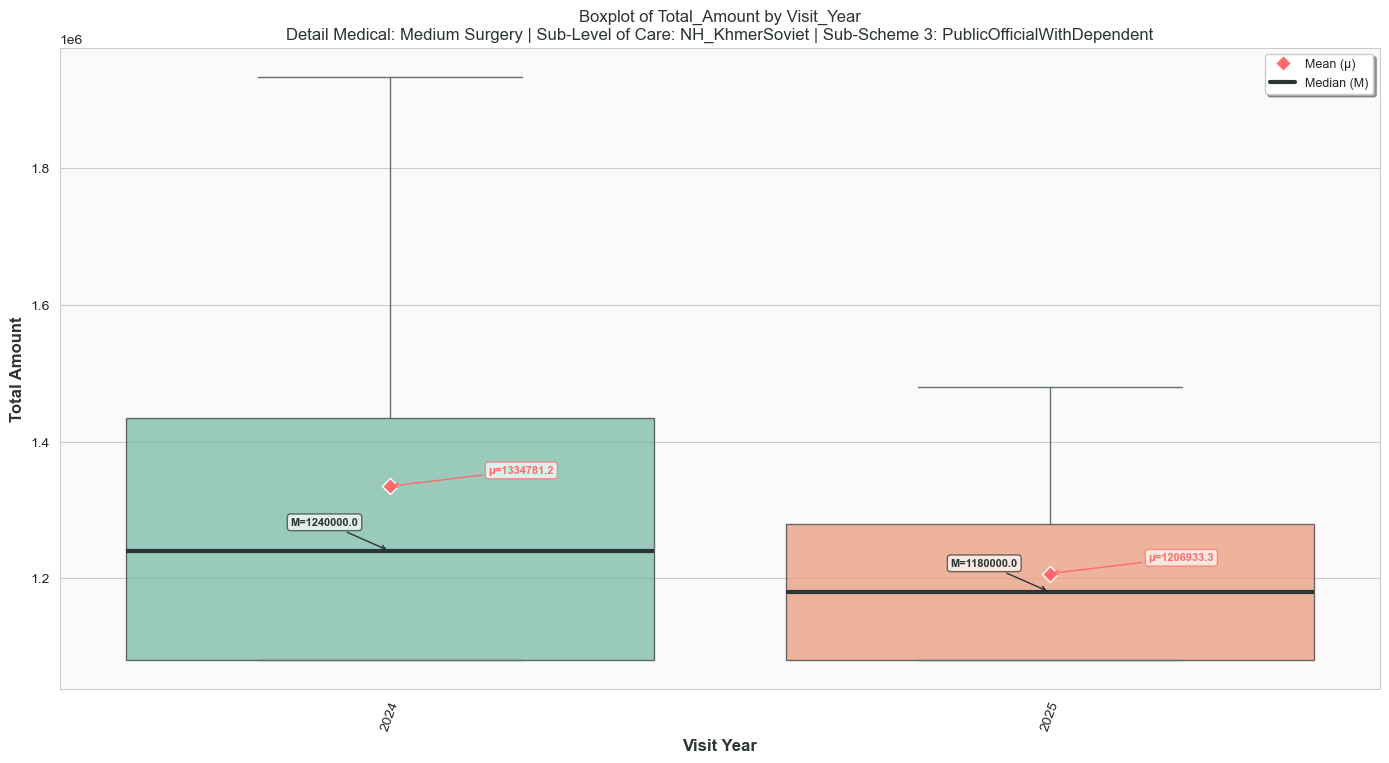 Boxplot of Total_Amount by Visit_Year
Detail Medical: Medium Surgery | Sub-Level of Care: NH_KhmerSoviet | Sub-Scheme 3: PublicOfficialWithDependent
1e6
Mean (μ)
Median (M)
1.8
1.6
1.4
1.2
Total Amount
μ=1334781.2
M=1240000.0
μ=1206933.3
M=1180000.0
2024
2025
Visit Year